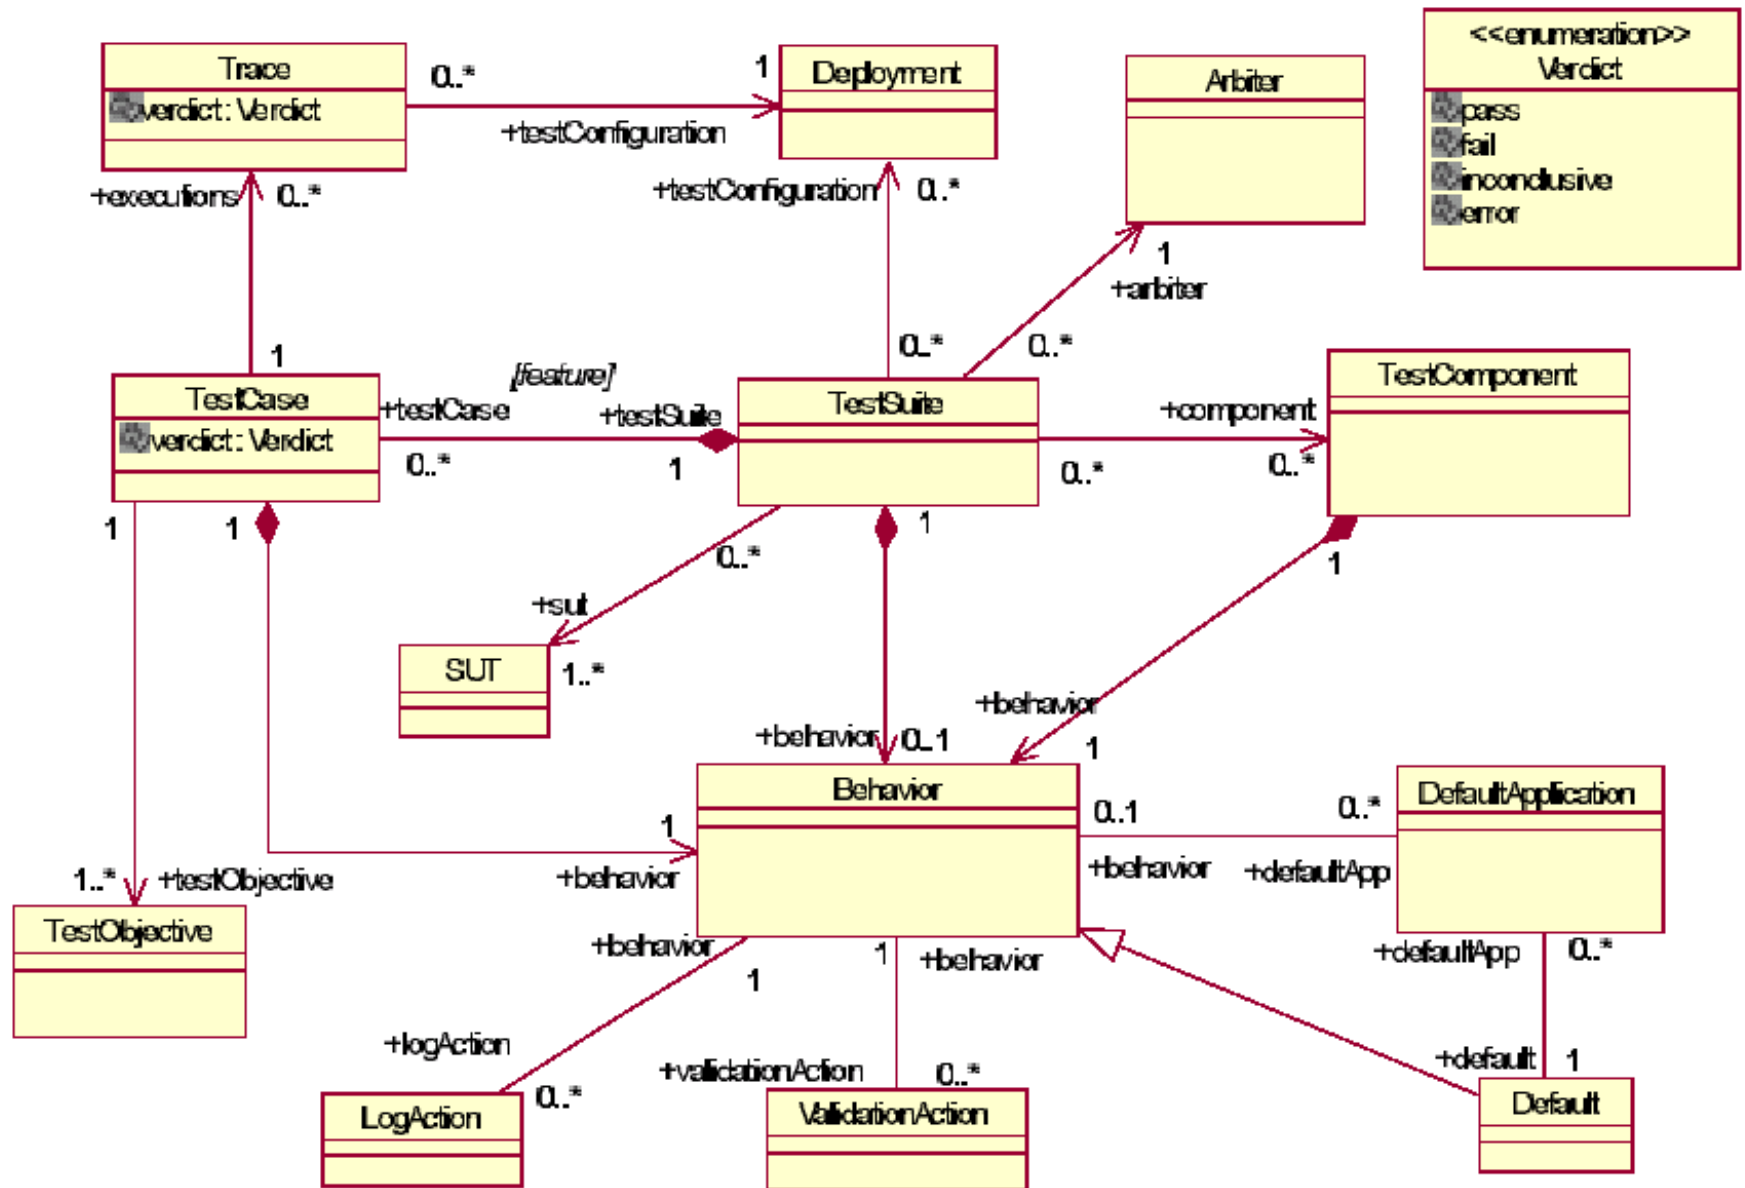 Trace
verdict : Verdict
0..*
1
+testConfiguration
Deployment
Arbiter
<<enumeration>>
Verdict
pass
fail
inconclusive
error
+executions
0..*
+testConfiguration
0..*
1
+arbiter
1
0..*
0..*
TestCase
verdict : Verdict
[feature]
+testCase
+testSuite
0..*
1
TestSuite
+component
0..*
0..*
TestComponent
1
1
1
0..*
1
+sut
SUT
1..*
+behavior
0..1
+behavior
1
1
+behavior
Behavior
0..1
0..*
+behavior
+defaultApp
DefaultApplication
1..*
+testObjective
TestObjective
+behavior
1
1
+behavior
+defaultApp
0..*
+logAction
0..*
+validationAction
0..*
+default
1
LogAction
ValidationAction
Default